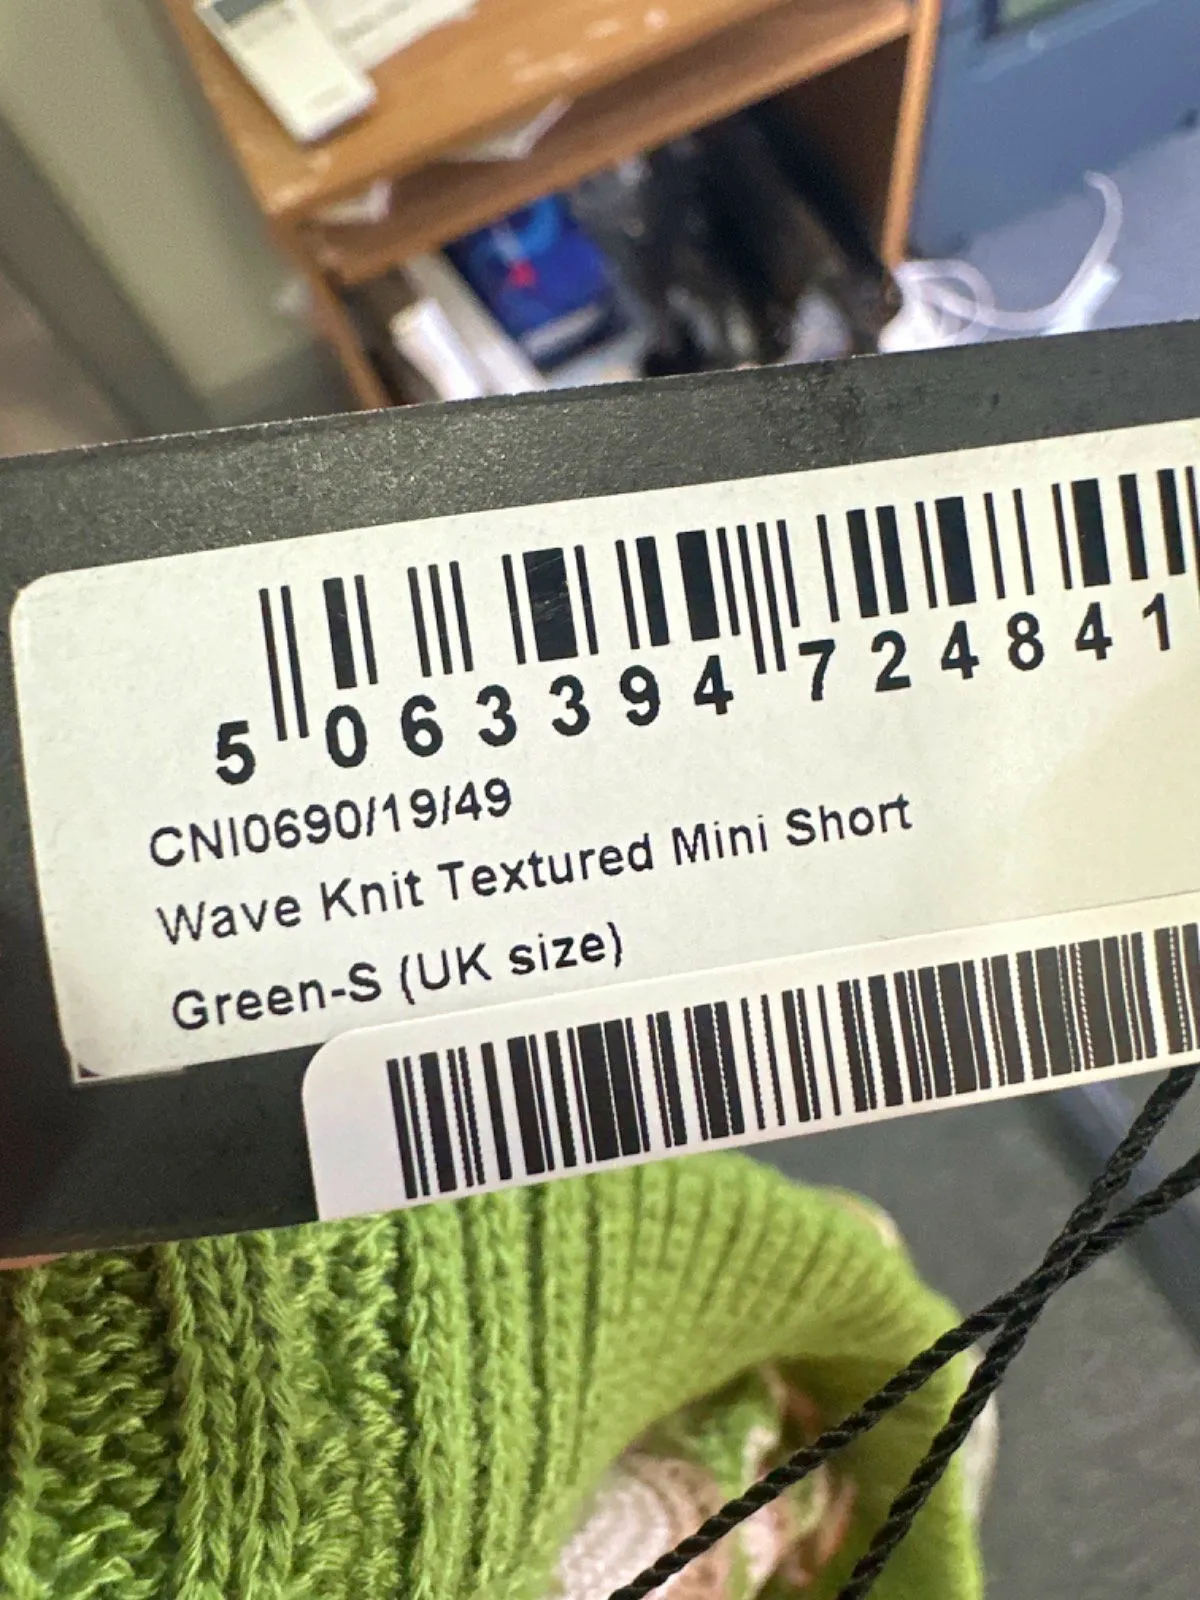 5 063394 724841
CNI0690/19/49
Wave Knit Textured Mini Short
Green-S (UK size)